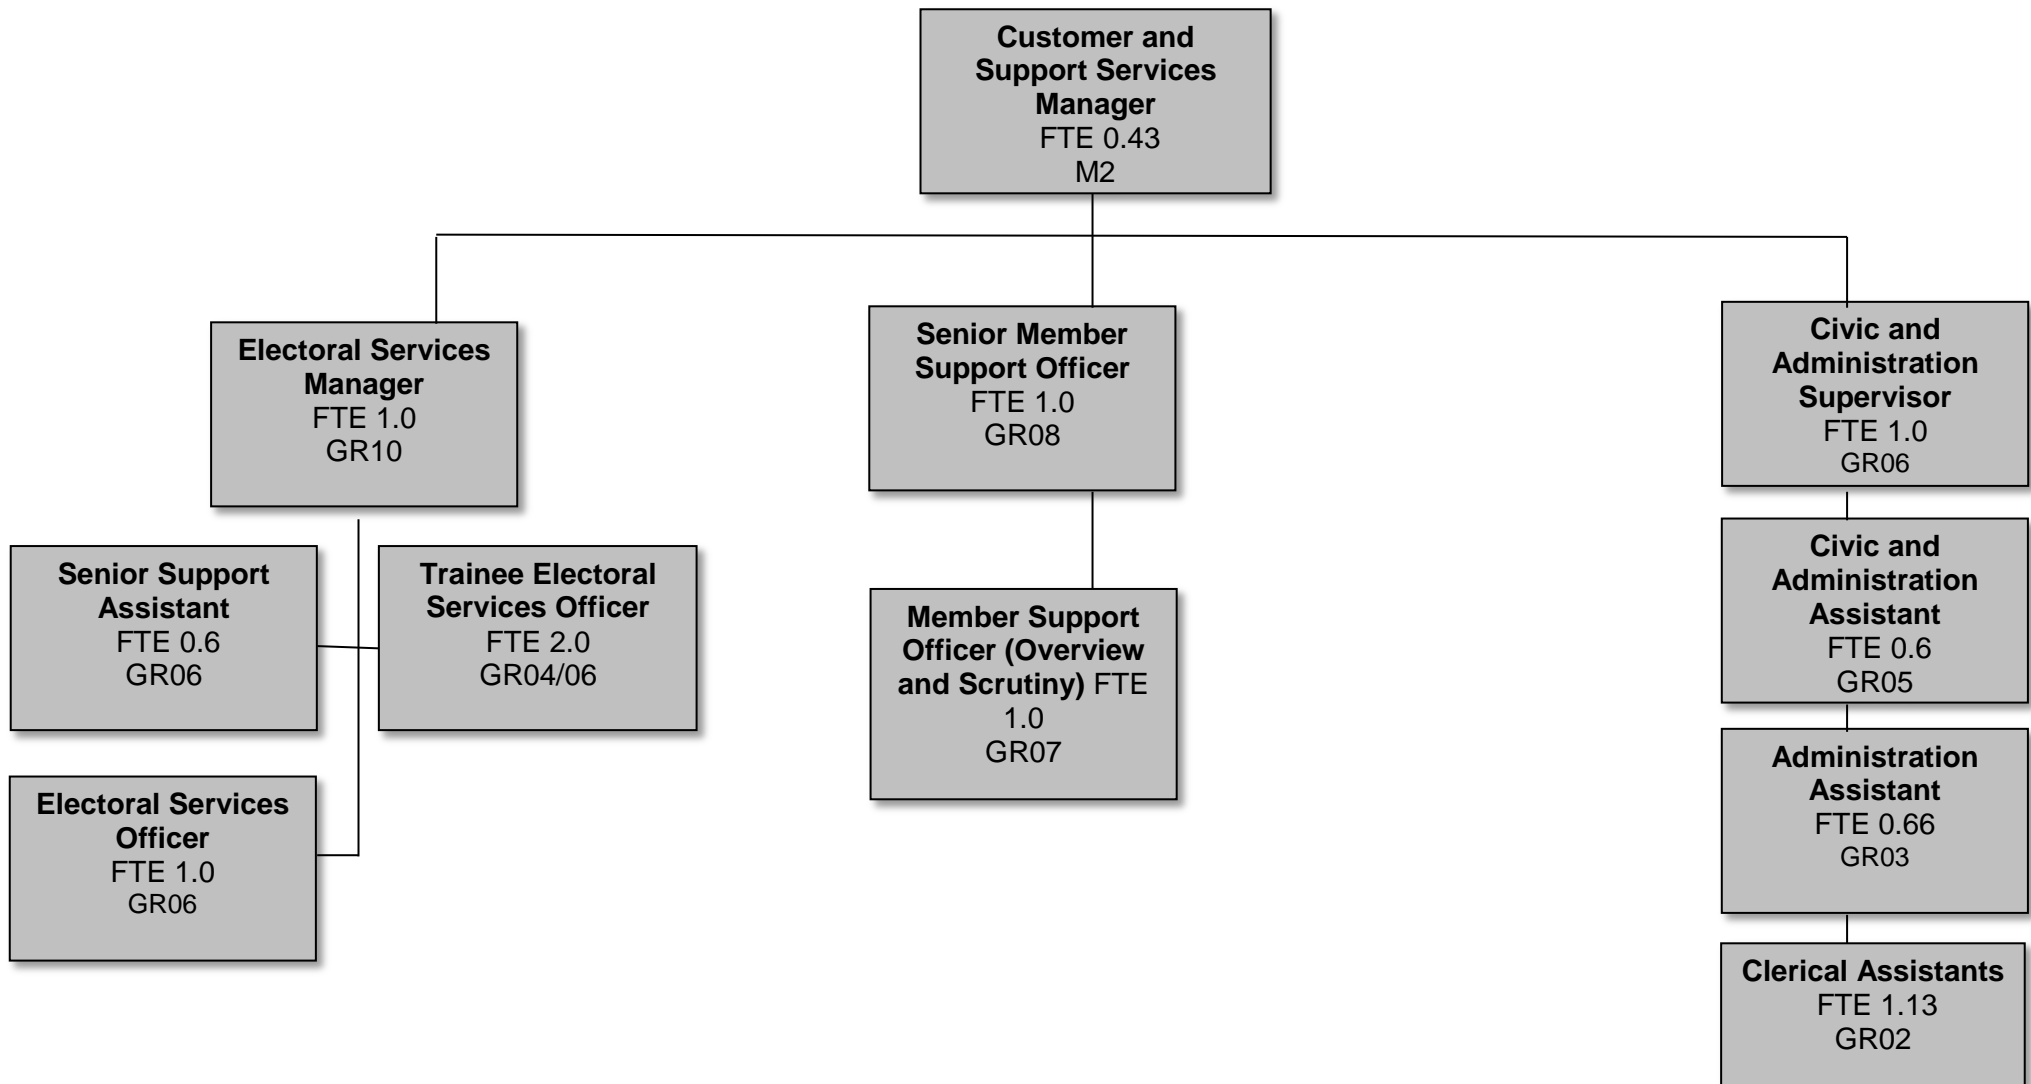 Customer and
Support Services
Manager
FTE 0.43
M2
Electoral Services
Manager
FTE 1.0
GR10
Senior Member
Support Officer
FTE 1.0
GR08
Civic and
Administration
Supervisor
FTE 1.0
GR06
Senior Support
Assistant
FTE 0.6
GR06
Trainee Electoral
Services Officer
FTE 2.0
GR04/06
Member Support
Officer (Overview
and Scrutiny) FTE
1.0
GR07
Civic and
Administration
Assistant
FTE 0.6
GR05
Electoral Services
Officer
FTE 1.0
GR06
Administration
Assistant
FTE 0.66
GR03
Clerical Assistants
FTE 1.13
GR02